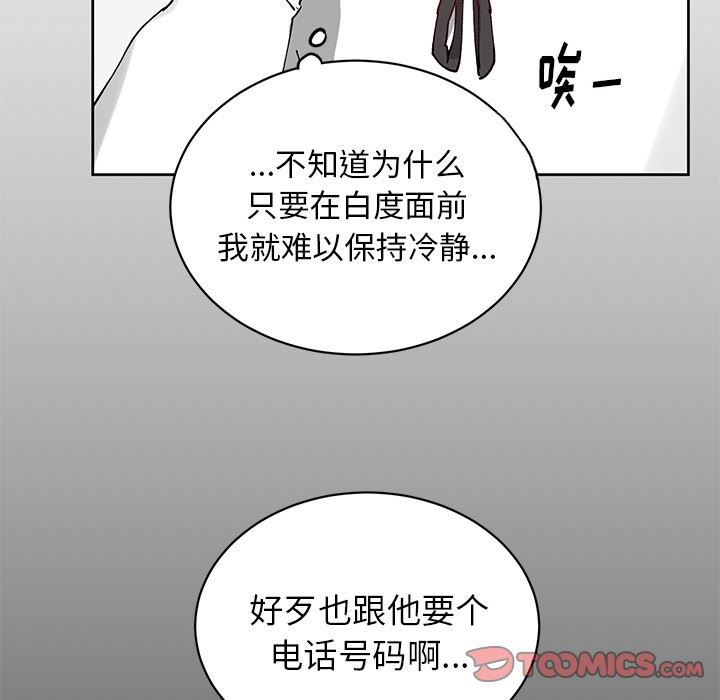 唉一
...不知道为什么
只要在白度面前
我就难以保持冷静...
好歹也跟他要个
电话号码啊...
TOOMICS.COM